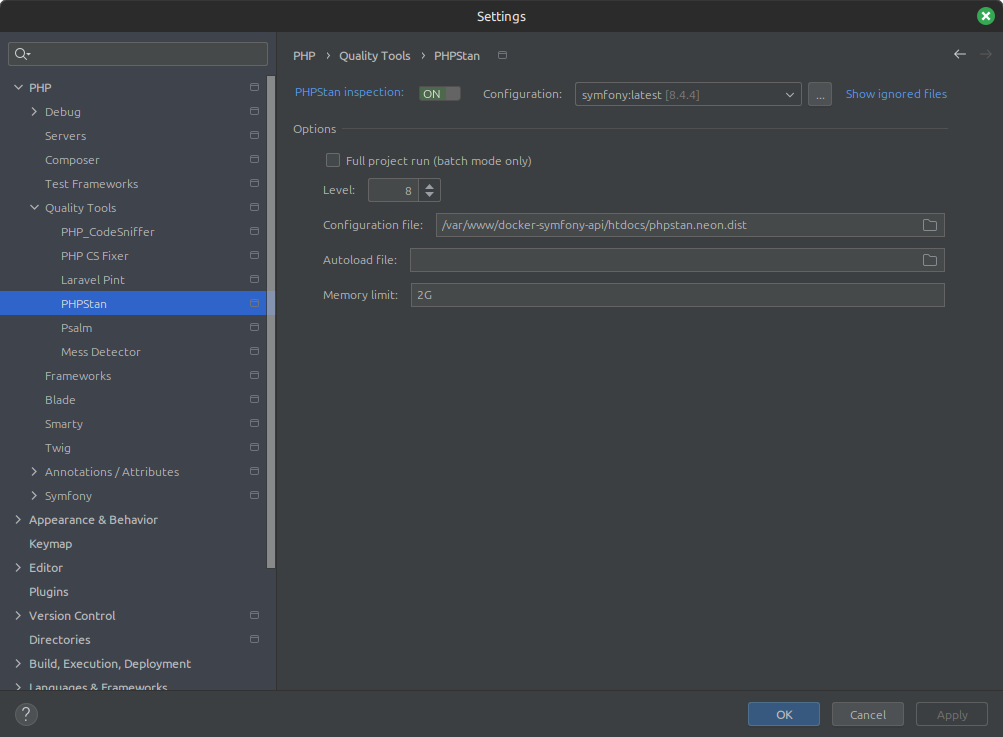 Settings
PHP
Debug
Servers
Composer
Test Frameworks
Quality Tools
PHP_CodeSniffer
PHP CS Fixer
Laravel Pint
PHPStan
Psalm
Mess Detector
Frameworks
Blade
Smarty
Twig
Annotations / Attributes
Symfony
Appearance & Behavior
Keymap
Editor
Plugins
Version Control
Directories
Build, Execution, Deployment
Languages & Frameworks
PHP › Quality Tools › PHPStan
PHPStan inspection: ON Configuration: symfony:latest [8.4.4] ... Show ignored files
Options
Full project run (batch mode only)
Level: 8
Configuration file: /var/www/docker-symfony-api/htdocs/phpstan.neon.dist
Autoload file:
Memory limit: 2G
? OK Cancel Apply